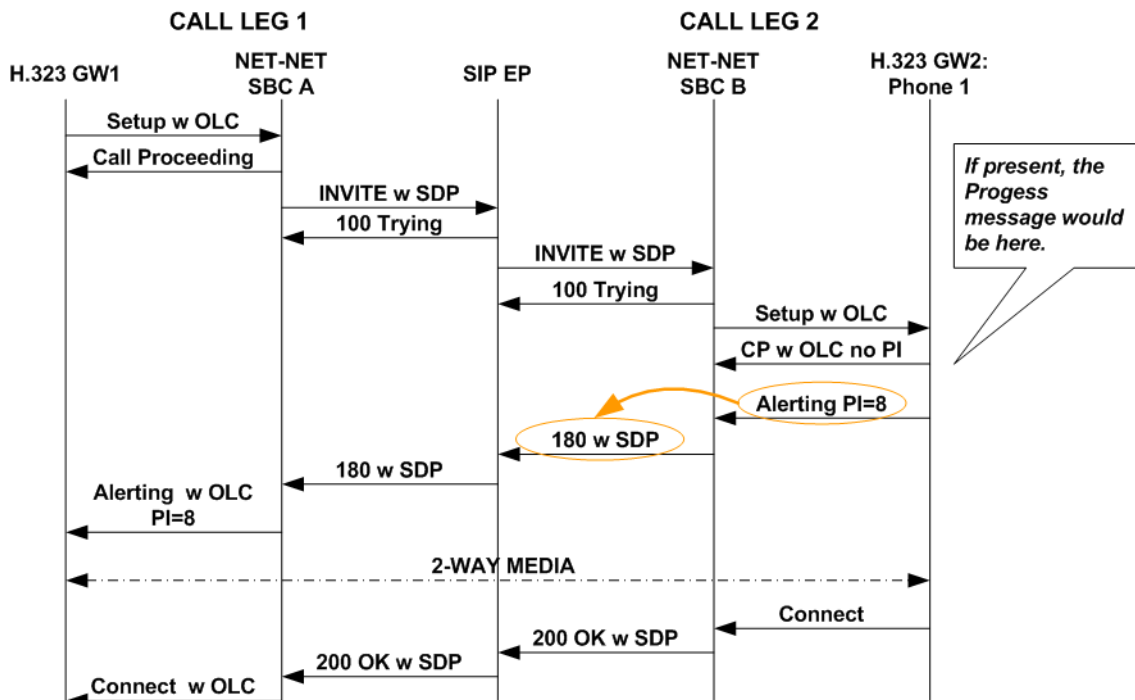 CALL LEG 1
CALL LEG 2
H.323 GW1
NET-NET
SBC A
SIP EP
NET-NET
SBC B
H.323 GW2:
Phone 1
Setup w OLC
Call Proceeding
INVITE w SDP
100 Trying
INVITE w SDP
100 Trying
Setup w OLC
CP w OLC no PI
If present, the
Progess
message would
be here.
Alerting PI=8
180 w SDP
180 w SDP
Alerting w OLC
PI=8
2-WAY MEDIA
Connect
200 OK w SDP
200 OK w SDP
Connect w OLC